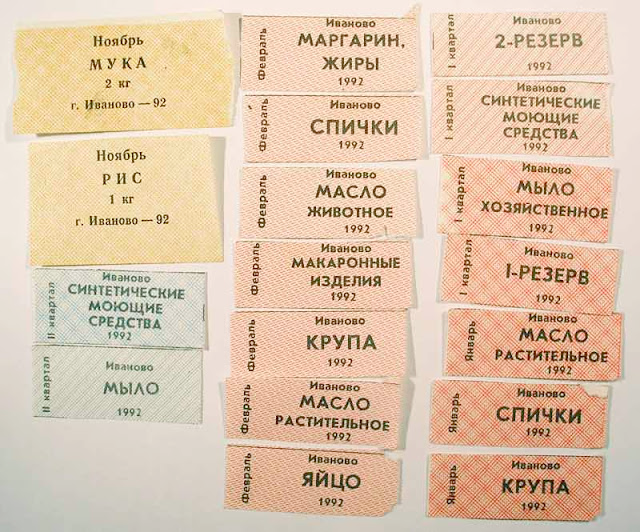 Ноябрь
МУКА
2 кг
г. Иваново — 92
Ноябрь
РИС
1 кг
г. Иваново — 92
II квартал
Иваново
СИНТЕТИЧЕСКИЕ
МОЮЩИЕ
СРЕДСТВА
1992
II квартал
Иваново
МЫЛО
1992
Февраль
Иваново
МАРГАРИН,
ЖИРЫ
1992
Февраль
Иваново
СПИЧКИ
1992
Февраль
Иваново
МАСЛО
ЖИВОТНОЕ
1992
Февраль
Иваново
МАКАРОННЫЕ
ИЗДЕЛИЯ
1992
Февраль
Иваново
КРУПА
1992
Февраль
Иваново
МАСЛО
РАСТИТЕЛЬНОЕ
1992
Февраль
Иваново
ЯЙЦО
1992
I квартал
Иваново
2-РЕЗЕРВ
1992
I квартал
Иваново
СИНТЕТИЧЕСКИЕ
МОЮЩИЕ
СРЕДСТВА
1992
I квартал
Иваново
МЫЛО
ХОЗЯЙСТВЕННОЕ
1992
I квартал
Иваново
I-РЕЗЕРВ
1992
Январь
Иваново
МАСЛО
РАСТИТЕЛЬНОЕ
1992
Январь
Иваново
СПИЧКИ
1992
Январь
Иваново
КРУПА
1992